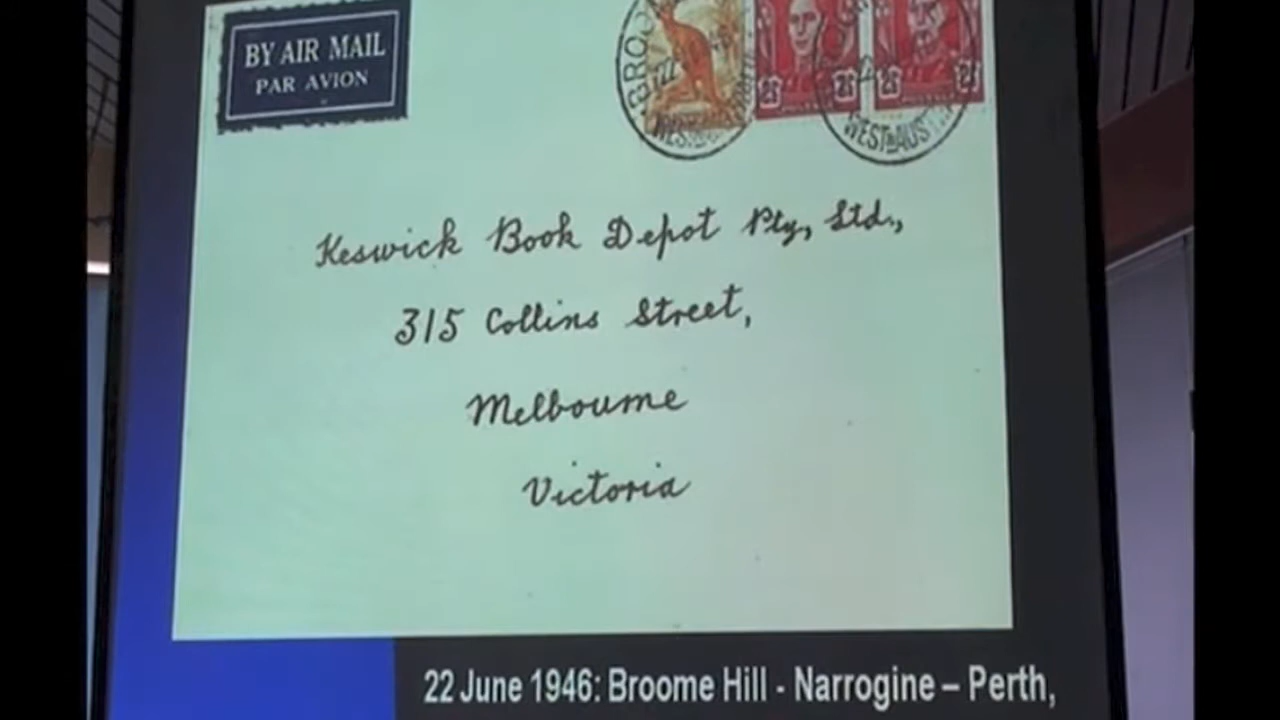 BY AIR MAIL
PAR AVION
Keswick Book Depot Pty, Ltd.,
315 Collins Street,
Melbourne
Victoria
22 June 1946: Broome Hill - Narrogine – Perth,